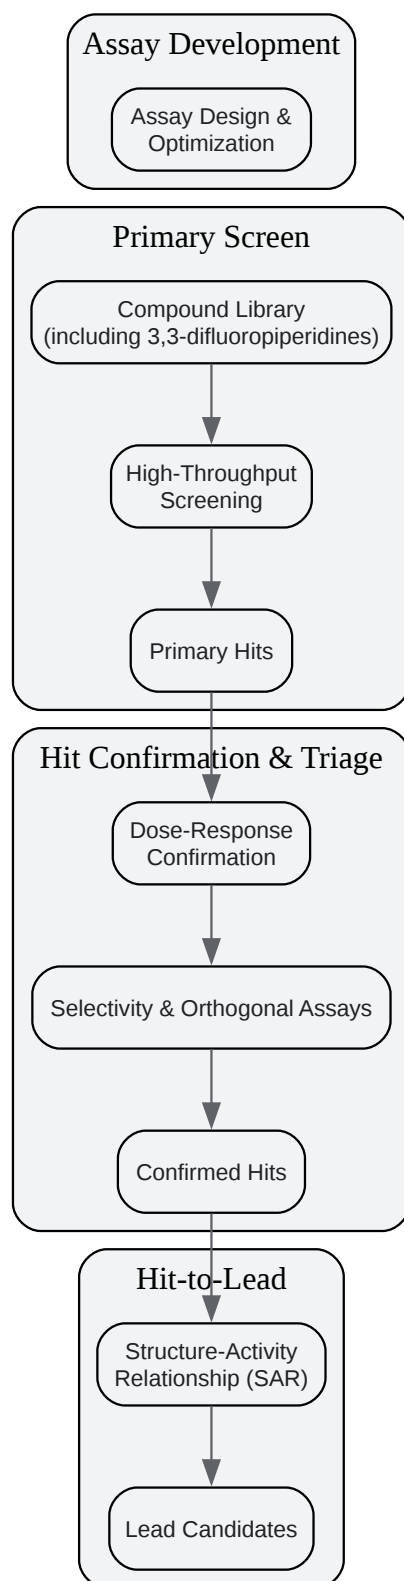 Assay Development
Assay Design &
Optimization
Primary Screen
Compound Library
(including 3,3-difluoropiperidines)
High-Throughput
Screening
Primary Hits
Hit Confirmation & Triage
Dose-Response
Confirmation
Selectivity & Orthogonal Assays
Confirmed Hits
Hit-to-Lead
Structure-Activity
Relationship (SAR)
Lead Candidates